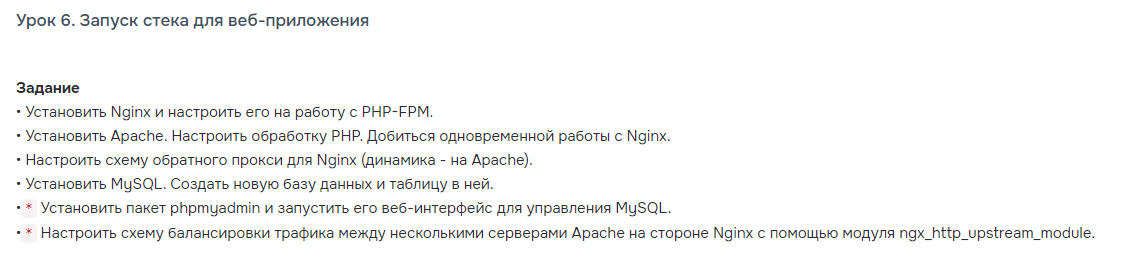 Урок 6. Запуск стека для веб-приложения
Задание
• Установить Nginx и настроить его на работу с PHP-FPM.
• Установить Apache. Настроить обработку PHP. Добиться одновременной работы с Nginx.
• Настроить схему обратного прокси для Nginx (динамика - на Apache).
• Установить MySQL. Создать новую базу данных и таблицу в ней.
• * Установить пакет phpmyadmin и запустить его веб-интерфейс для управления MySQL.
• * Настроить схему балансировки трафика между несколькими серверами Apache на стороне Nginx с помощью модуля ngx_http_upstream_module.